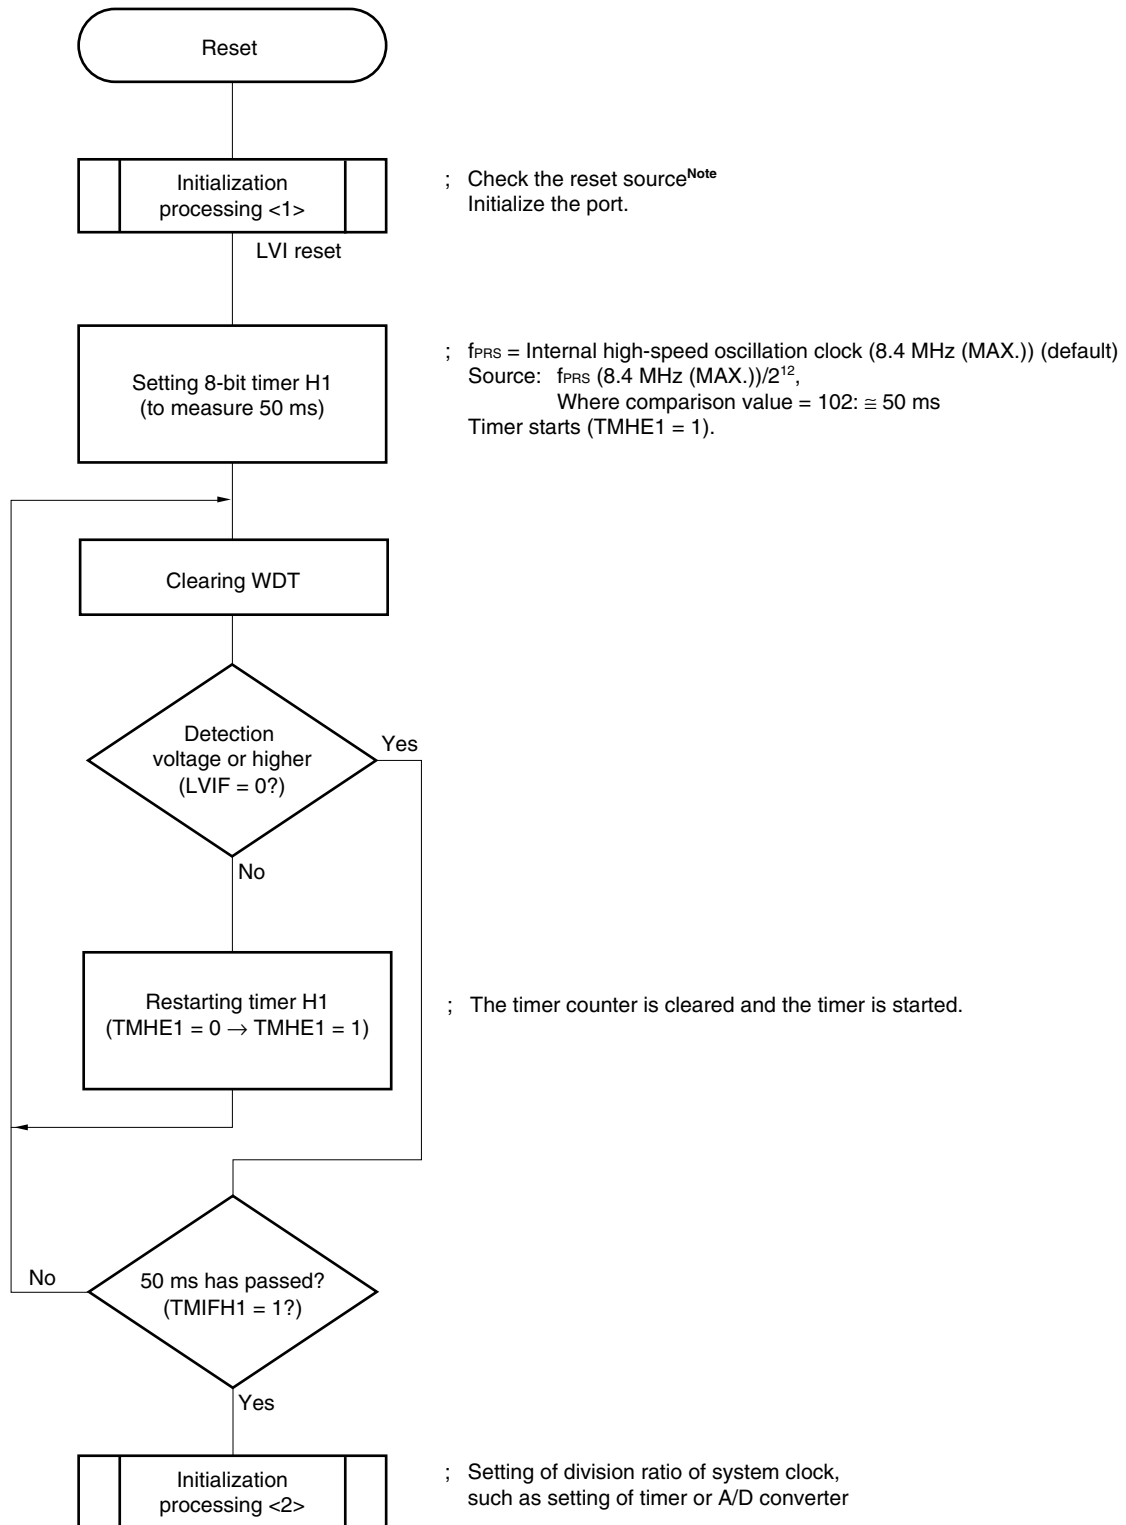 Reset
Initialization
processing <1>
; Check the reset sourceNote
Initialize the port.
LVI reset
Setting 8-bit timer H1
(to measure 50 ms)
; fPRS = Internal high-speed oscillation clock (8.4 MHz (MAX.)) (default)
Source: fPRS (8.4 MHz (MAX.))/2¹²,
Where comparison value = 102: ≅ 50 ms
Timer starts (TMHE1 = 1).
Clearing WDT
Detection
voltage or higher
(LVIF = 0?)
Yes
No
Restarting timer H1
(TMHE1 = 0 → TMHE1 = 1)
; The timer counter is cleared and the timer is started.
No
50 ms has passed?
(TMIFH1 = 1?)
Yes
Initialization
processing <2>
; Setting of division ratio of system clock,
such as setting of timer or A/D converter